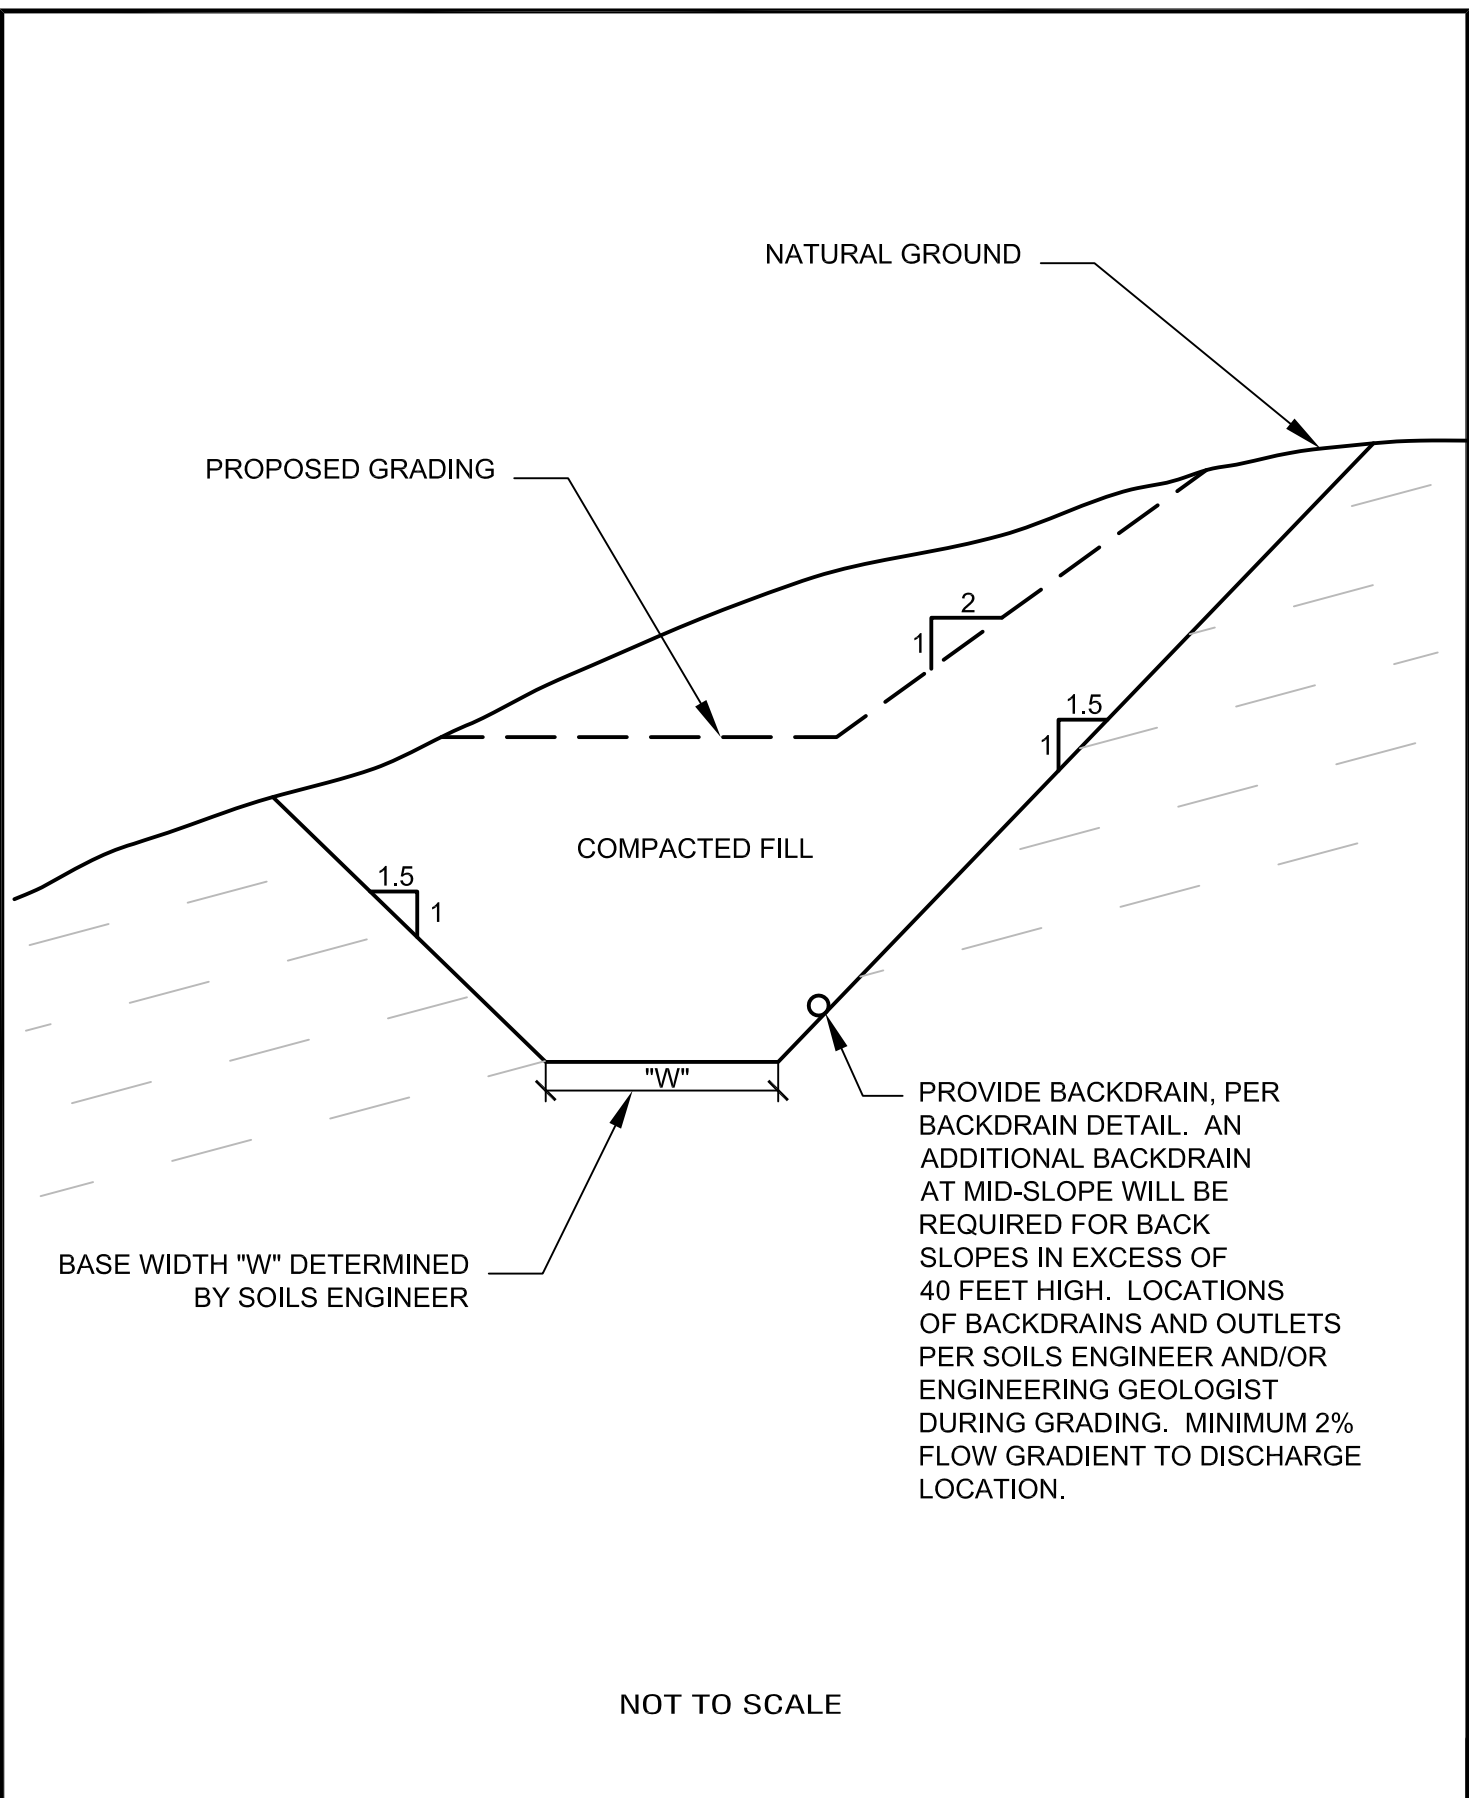 NATURAL GROUND
PROPOSED GRADING
2
1
1.5
1
COMPACTED FILL
1.5
1
"W"
PROVIDE BACKDRAIN, PER
BACKDRAIN DETAIL. AN
ADDITIONAL BACKDRAIN
AT MID-SLOPE WILL BE
REQUIRED FOR BACK
SLOPES IN EXCESS OF
40 FEET HIGH. LOCATIONS
OF BACKDRAINS AND OUTLETS
PER SOILS ENGINEER AND/OR
ENGINEERING GEOLOGIST
DURING GRADING. MINIMUM 2%
FLOW GRADIENT TO DISCHARGE
LOCATION.
BASE WIDTH "W" DETERMINED
BY SOILS ENGINEER
NOT TO SCALE